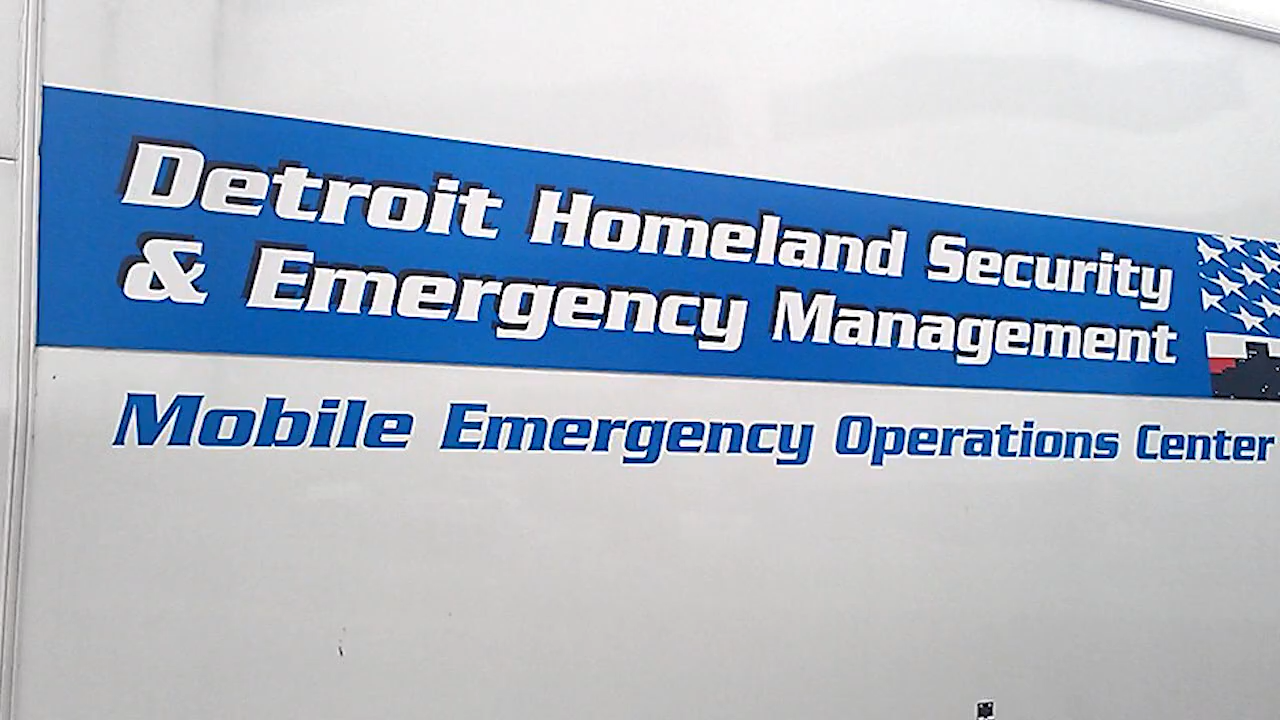 Detroit Homeland Security
& Emergency Management
Mobile Emergency Operations Center